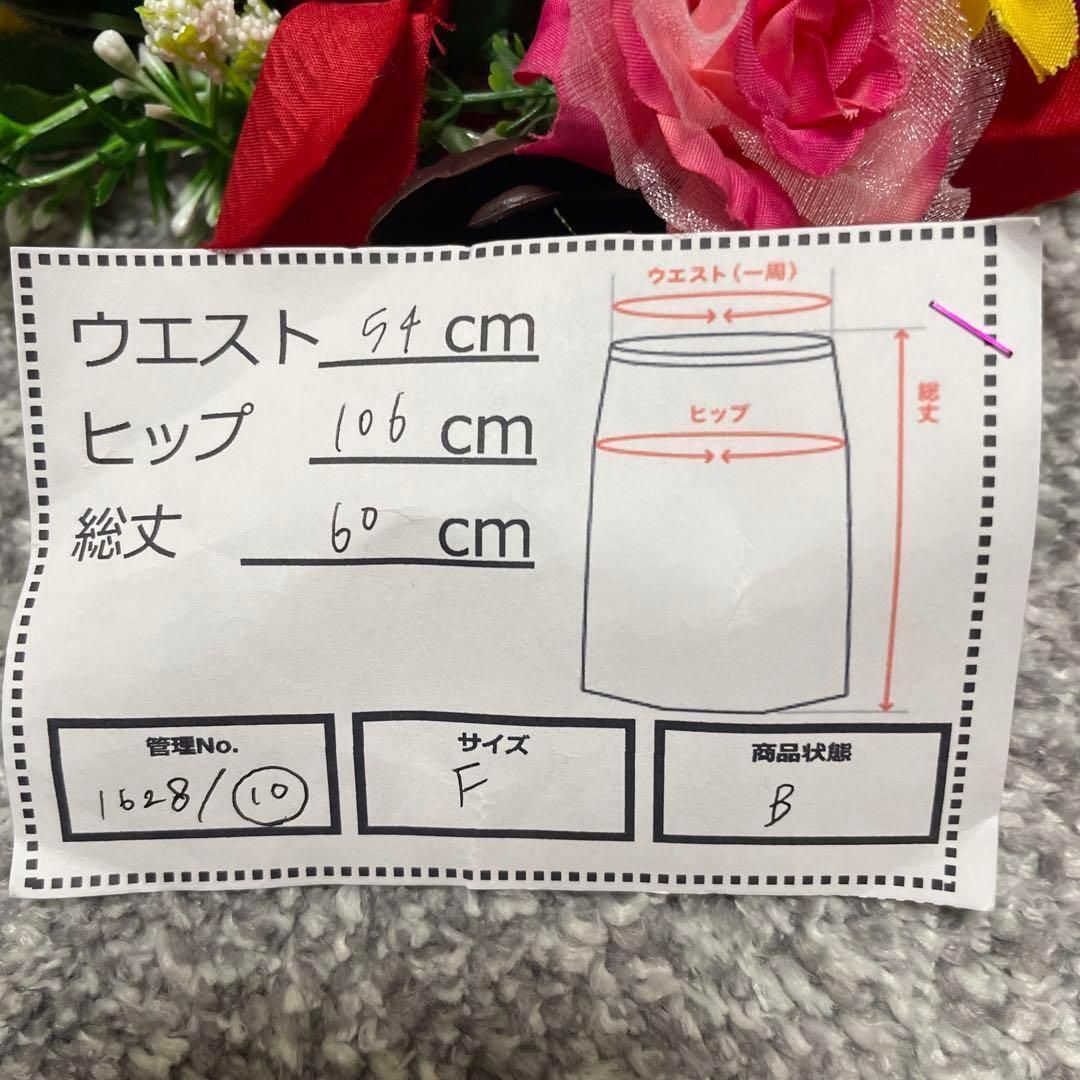 ウエスト 54 cm
ヒップ 106 cm
総丈 60 cm
ウエスト(一周)
ヒップ
総丈
管理No.
1628/10
サイズ
F
商品状態
B